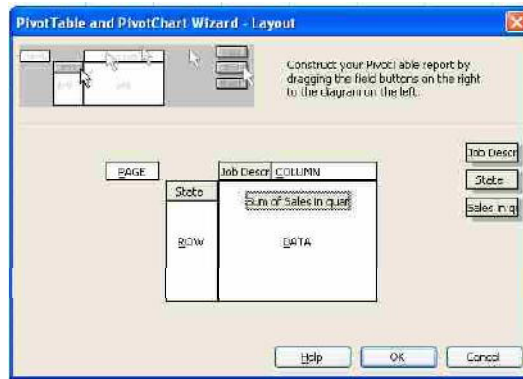 PivotTable and PivotChart Wizard - Layout
Construct your PivotTable report by
dragging the field buttons on the right
to the diagram on the left.
PAGE
Job Descr COLUMN
Job Descr
State
State
Sum of Sales in quar
Sales in q
ROW
DATA
Help
OK
Cancel